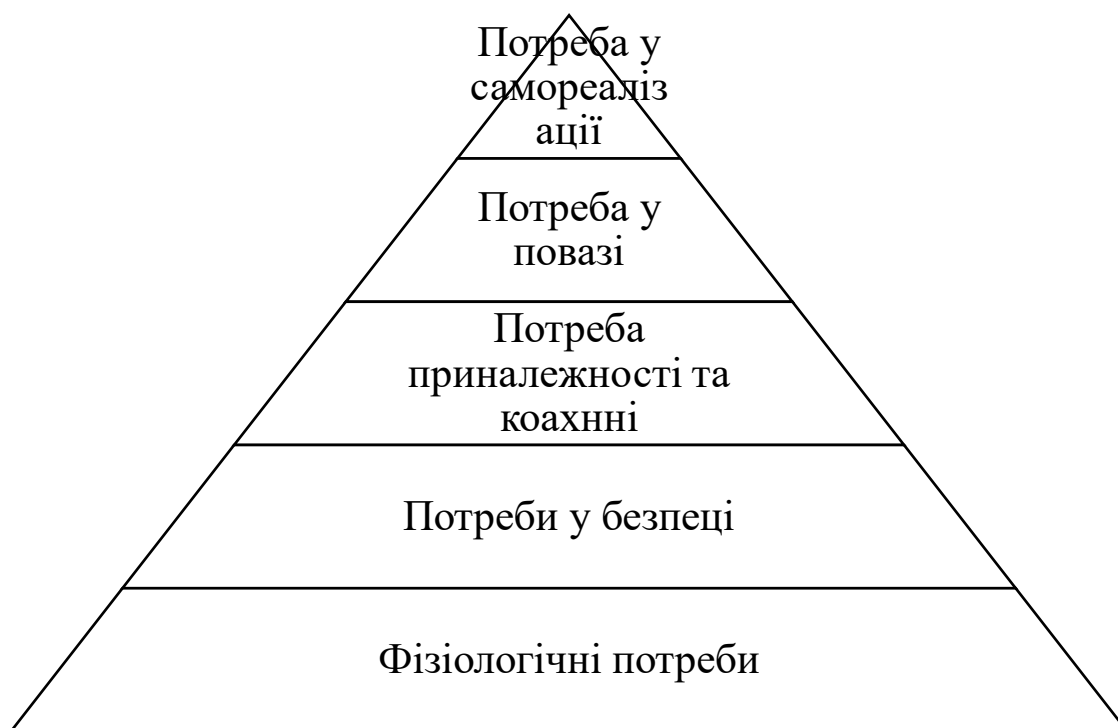 Потреба у
самореаліз
ації
Потреба у
повазі
Потреба
приналежності та
коахнні
Потреби у безпеці
Фізіологічні потреби